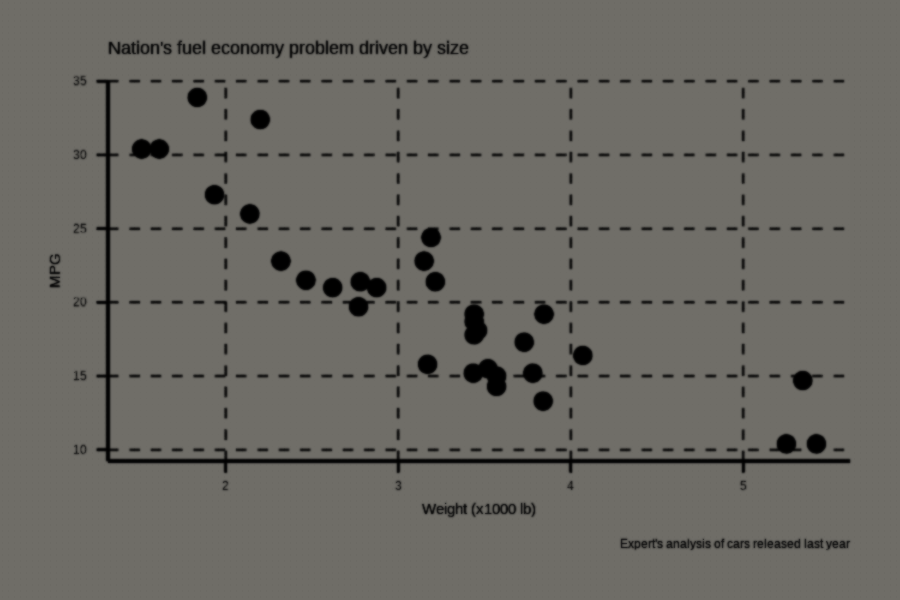 Nation's fuel economy problem driven by size
35
30
25
20
15
10
MPG
2 3 4 5
Weight (x1000 lb)
Expert's analysis of cars released last year